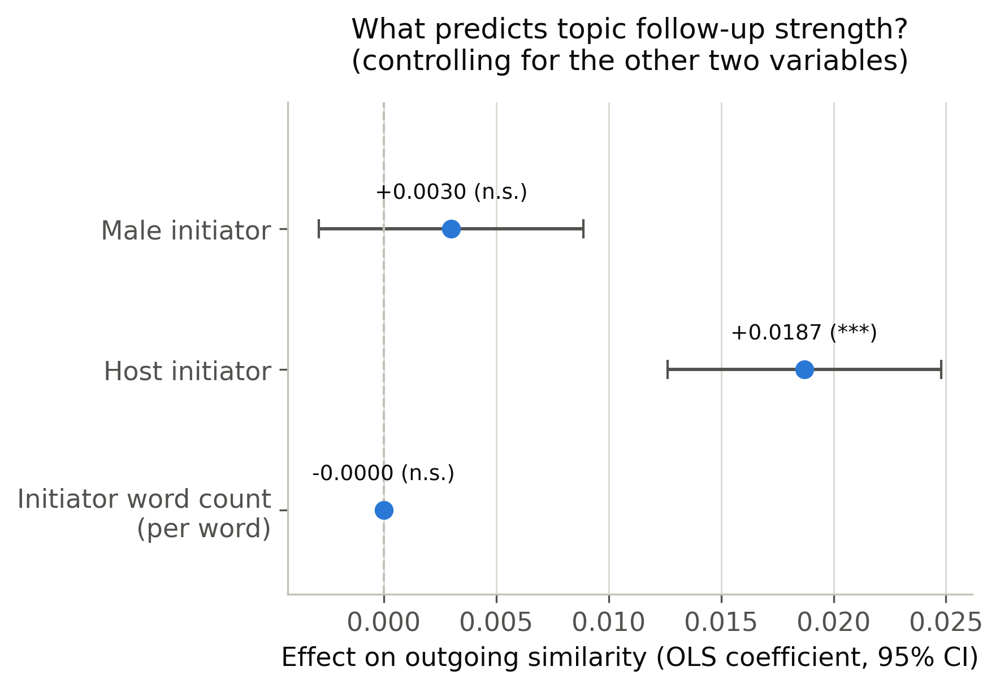 What predicts topic follow-up strength?
(controlling for the other two variables)
+0.0030 (n.s.)
Male initiator
+0.0187 (***)
Host initiator
-0.0000 (n.s.)
Initiator word count
(per word)
0.000 0.005 0.010 0.015 0.020 0.025
Effect on outgoing similarity (OLS coefficient, 95% CI)